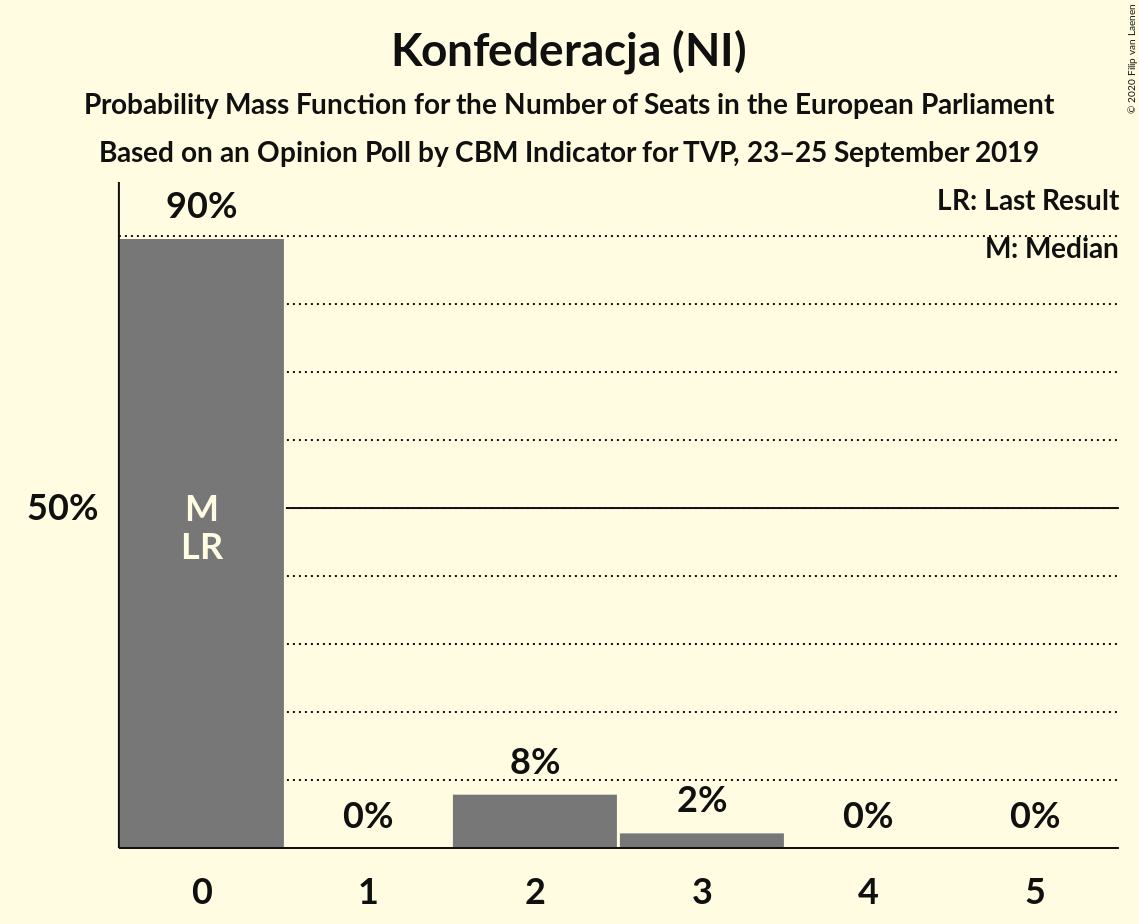 Konfederacja (NI)
Probability Mass Function for the Number of Seats in the European Parliament
Based on an Opinion Poll by CBM Indicator for TVP, 23–25 September 2019
© 2020 Filip van Laenen
LR: Last Result
M: Median
90%
50%
M
LR
0%
8%
2%
0%
0%
0
1
2
3
4
5